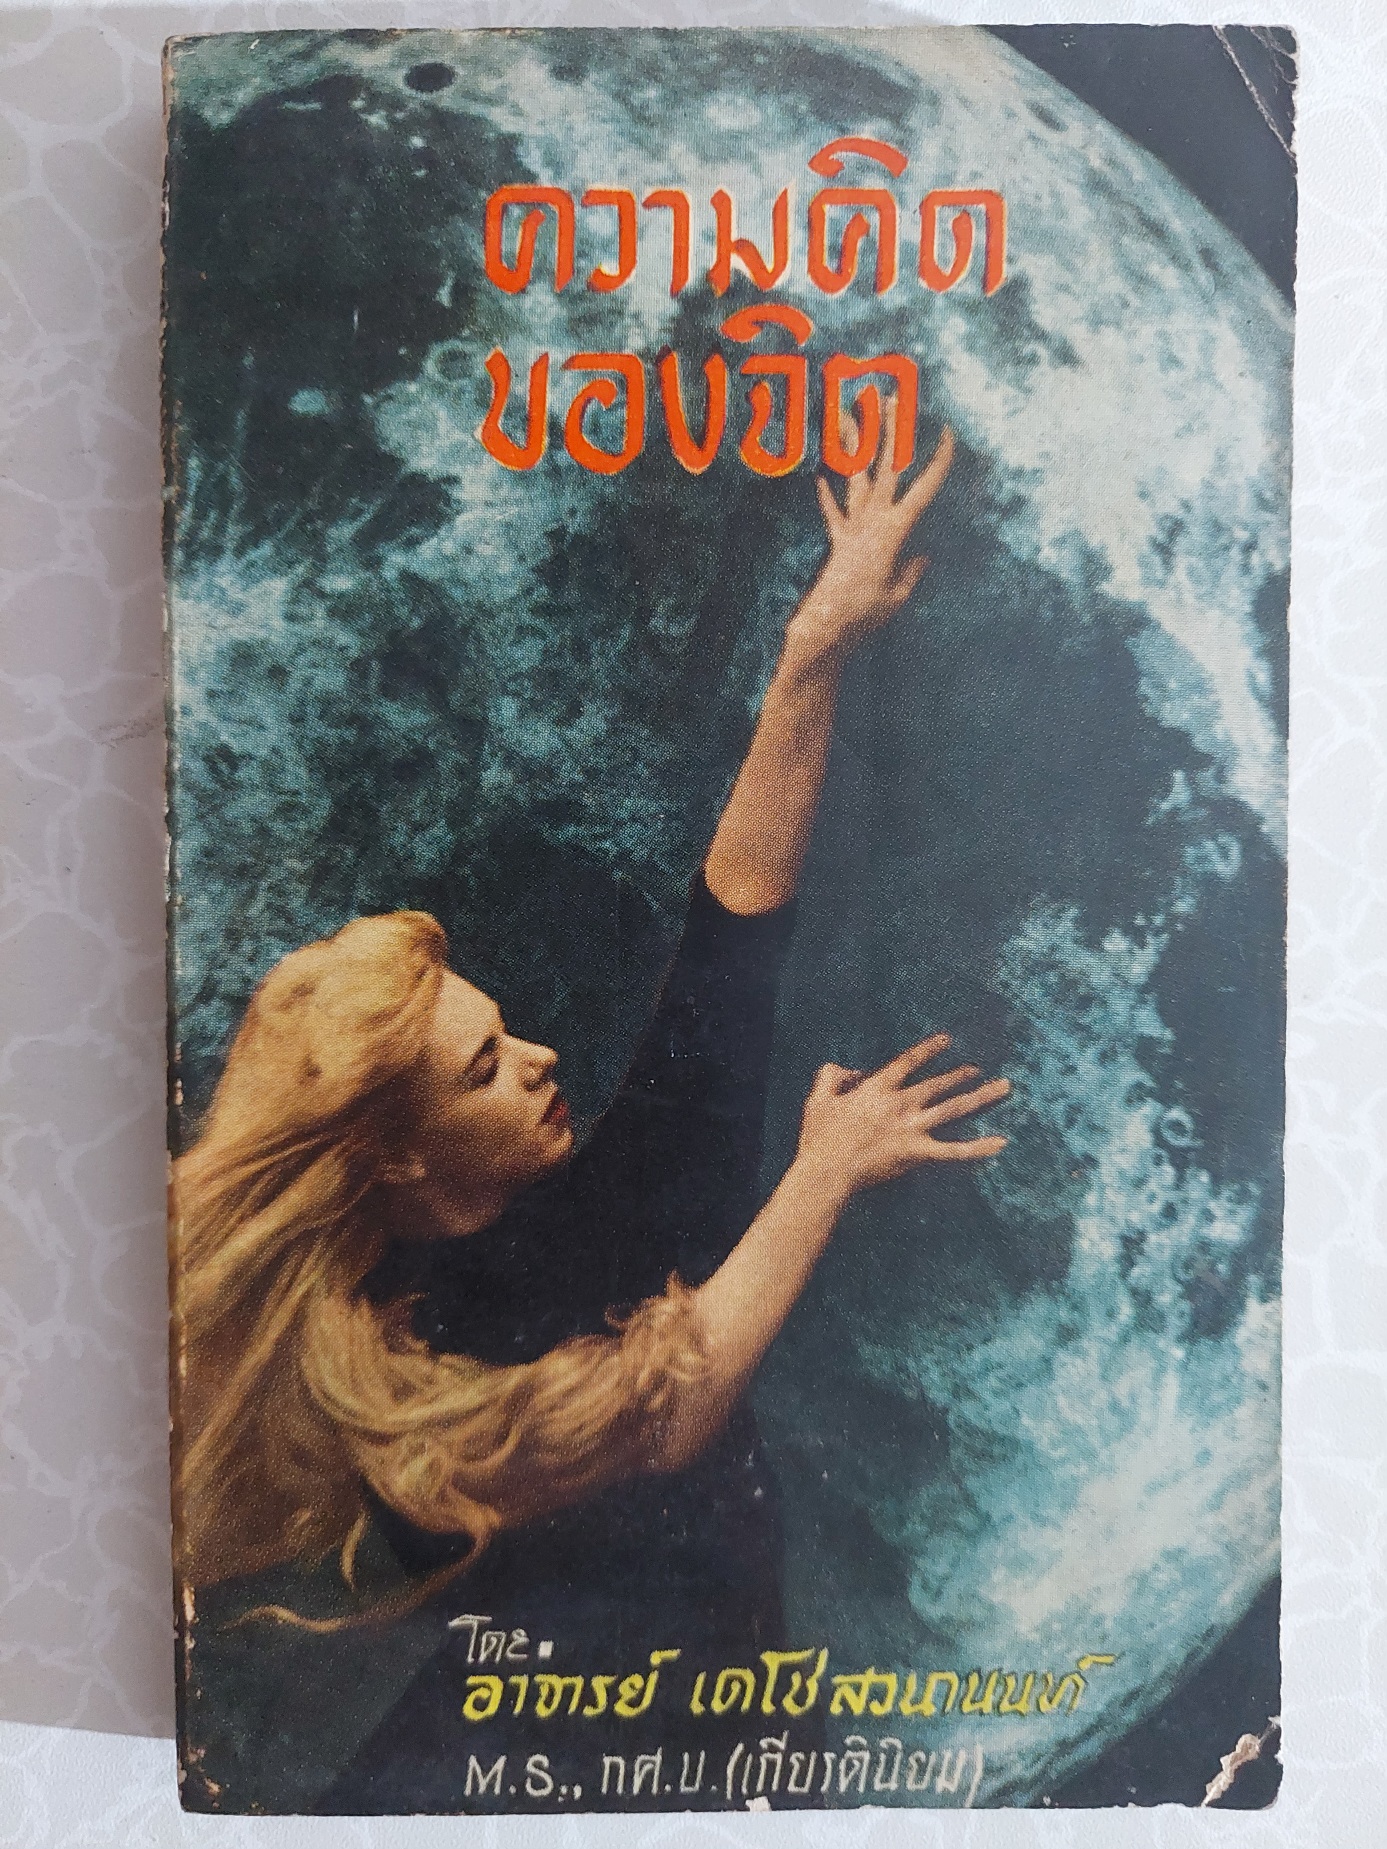 ความคิด
ของจิต
โดย.
อาจารย์ เดโช สวนานนท์
M.S., กศ.บ. (เกียรตินิยม)